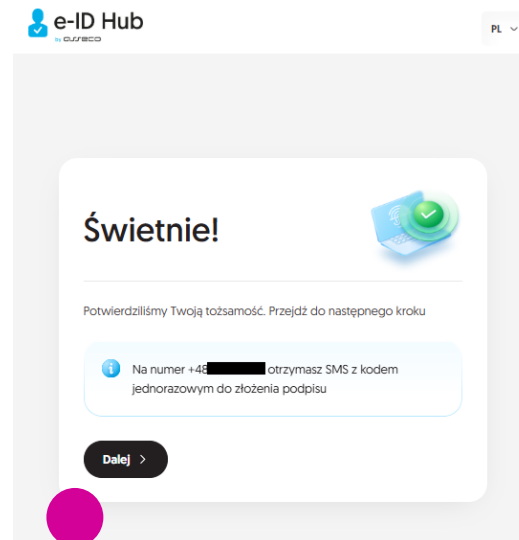 e-ID Hub
by asseco
PL
Świetnie!
Potwierdziliśmy Twoją tożsamość. Przejdź do następnego kroku
Na numer +48 otrzymasz SMS z kodem
jednorazowym do złożenia podpisu
Dalej